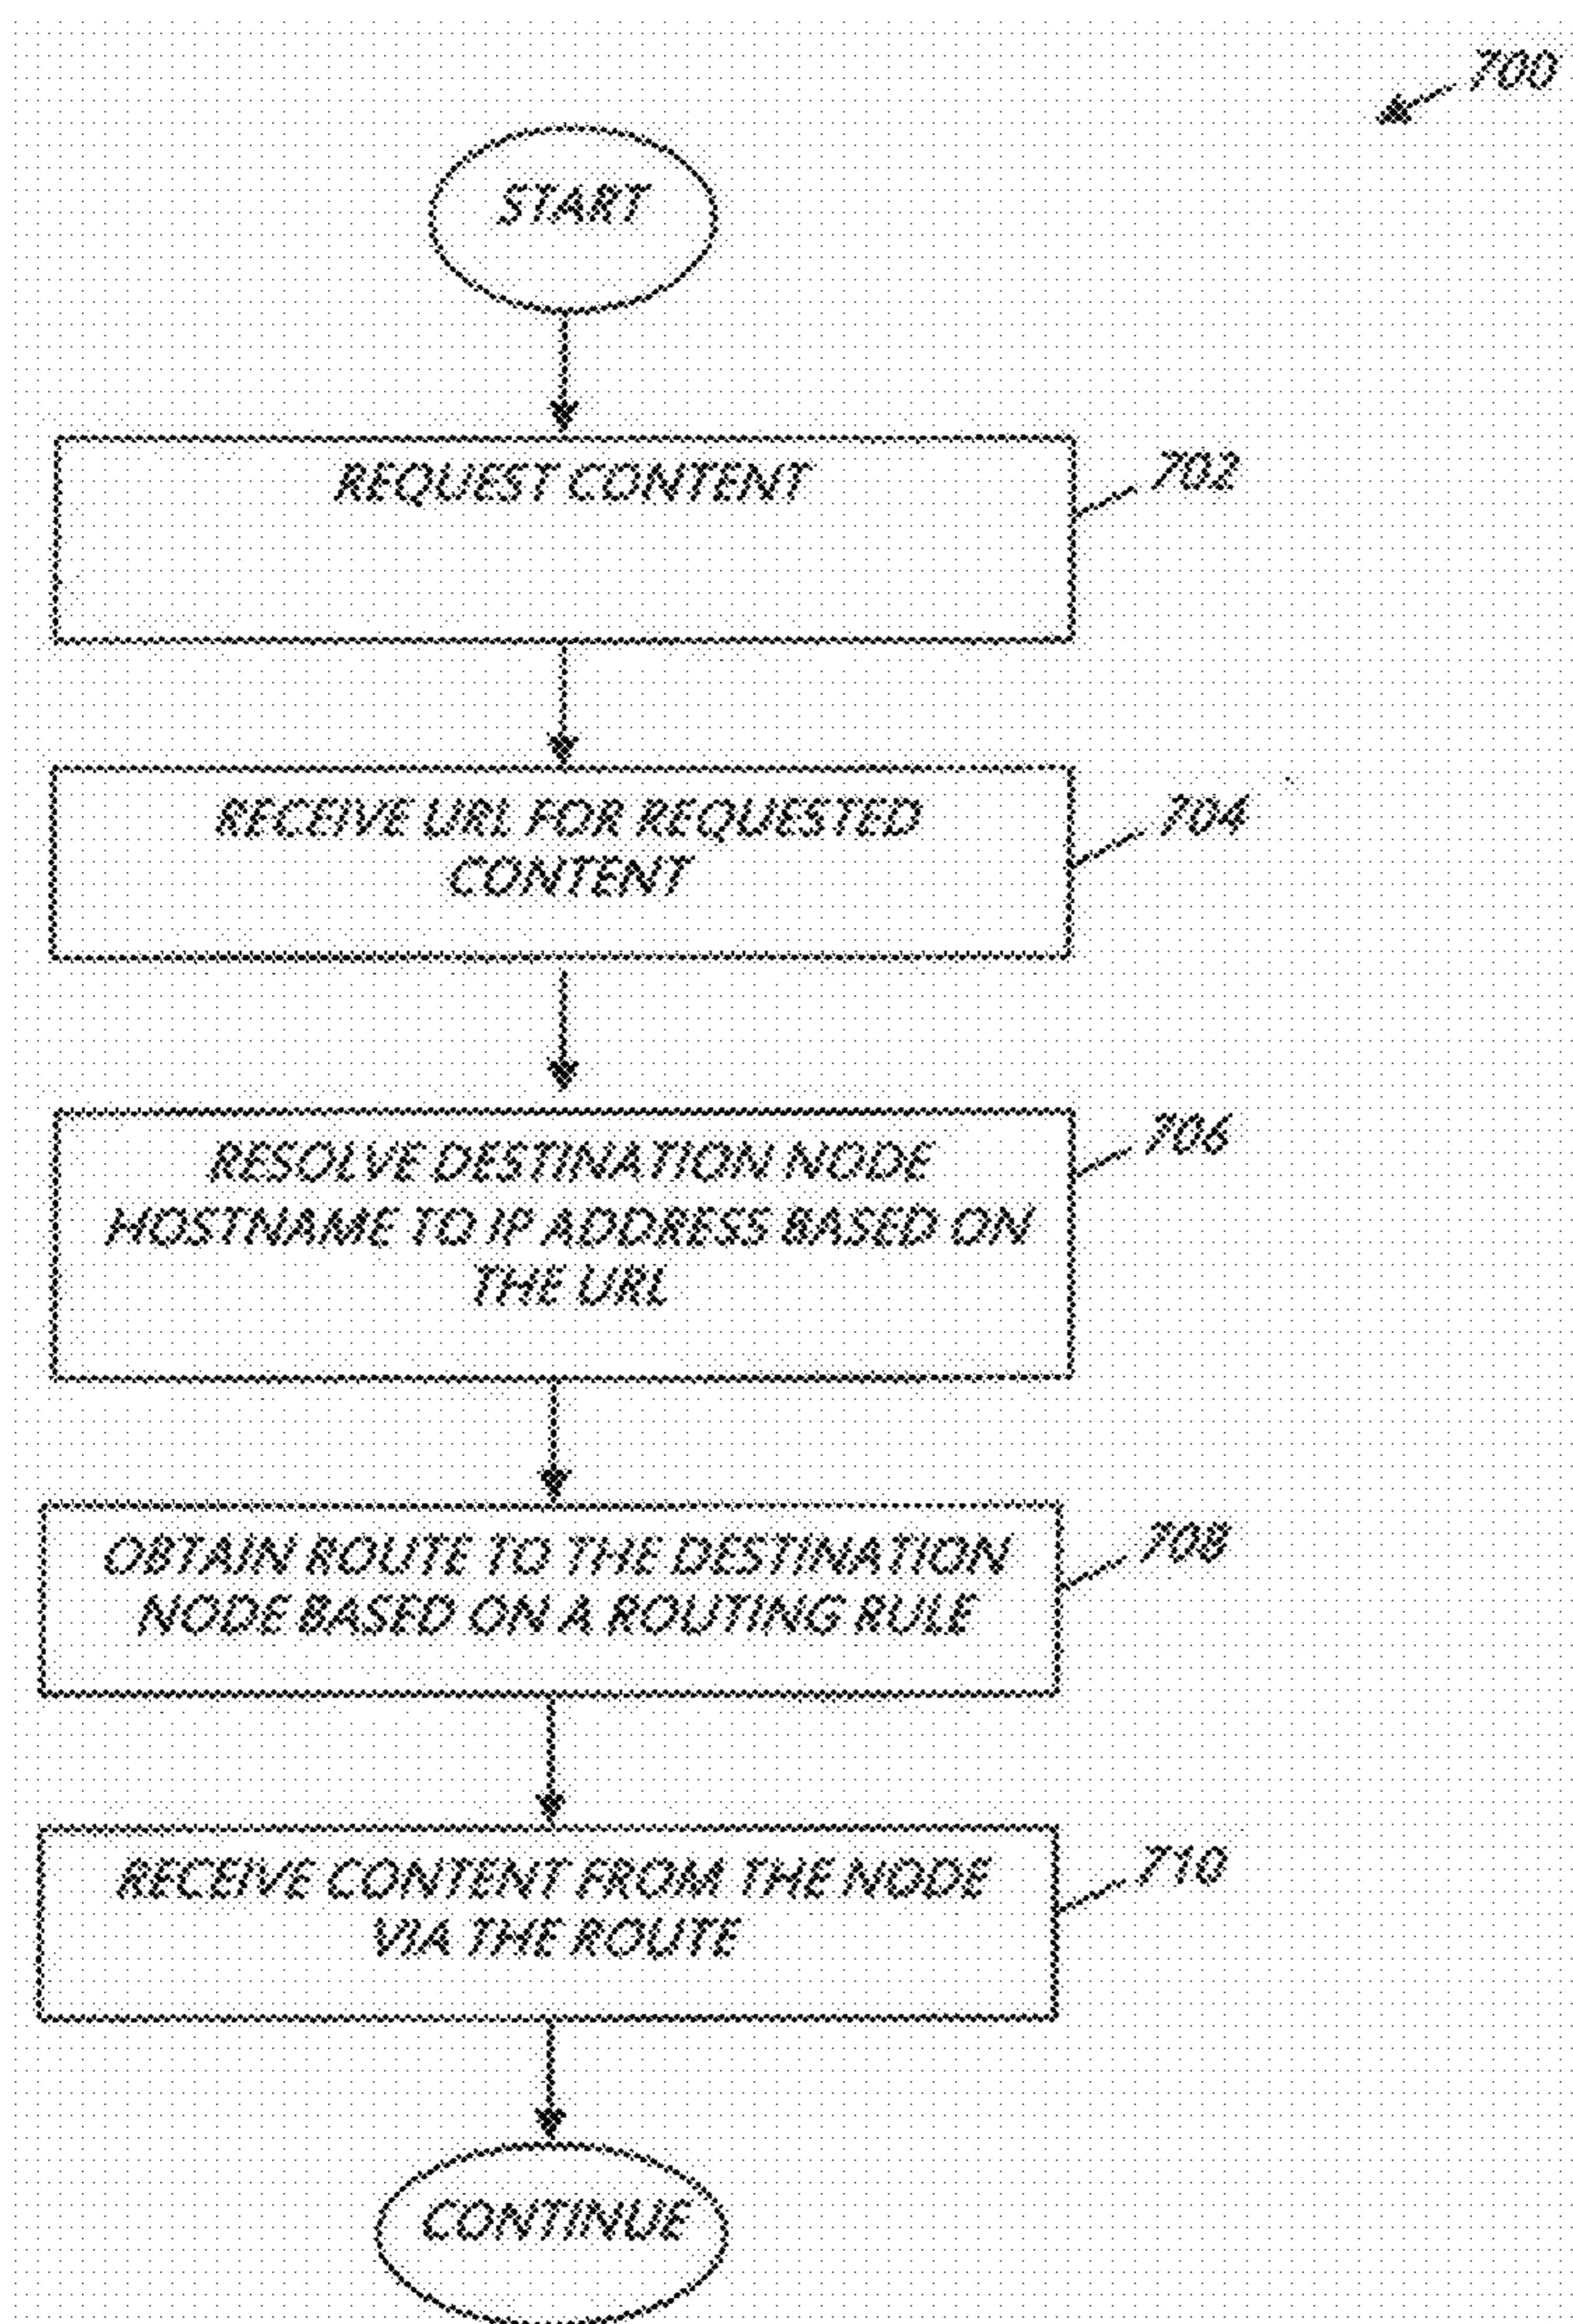 700
START
REQUEST CONTENT
702
RECEIVE URL FOR REQUESTED
CONTENT
704
RESOLVE DESTINATION NODE
HOSTNAME TO IP ADDRESS BASED ON
THE URL
706
OBTAIN ROUTE TO THE DESTINATION
NODE BASED ON A ROUTING RULE
708
RECEIVE CONTENT FROM THE NODE
VIA THE ROUTE
710
CONTINUE